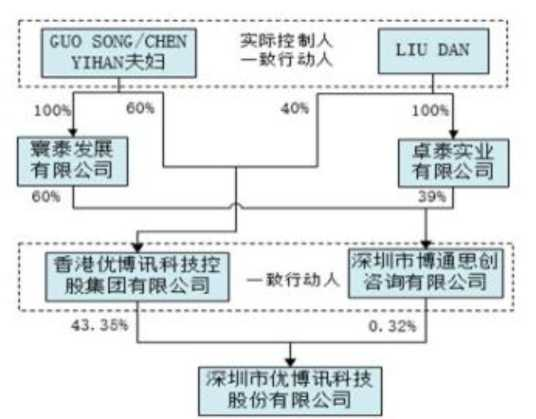 GUO SONG/CHEN
YIHAN夫妇
实际控制人
一致行动人
LIU DAN
100%
60%
40%
100%
寰泰发展
有限公司
卓泰实业
有限公司
60%
39%
香港优博讯科技控
股集团有限公司
一致行动人
深圳市博通思创
咨询有限公司
43.35%
0.32%
深圳市优博讯科技
股份有限公司